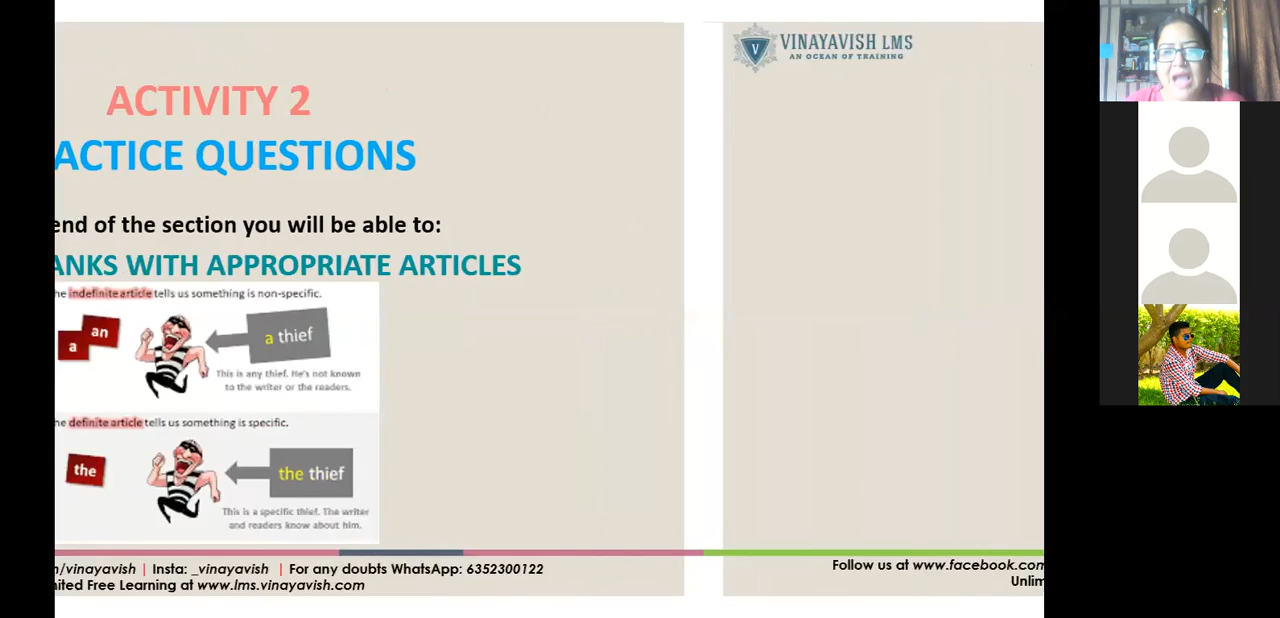 ACTIVITY 2
ACTICE QUESTIONS
end of the section you will be able to:
ANKS WITH APPROPRIATE ARTICLES
he indefinite article tells us something is non-specific.
an
a
a thief
This is any thief. He's not known
to the writer or the readers.
he definite article tells us something is specific.
the
the thief
This is a specific thief. The writer
and readers know about him.
n/vinayavish | Insta: _vinayavish | For any doubts WhatsApp: 6352300122
ited Free Learning at www.lms.vinayavish.com
V
VINAYAVISH LMS
AN OCEAN OF TRAINING
Follow us at www.facebook.com
Unlim